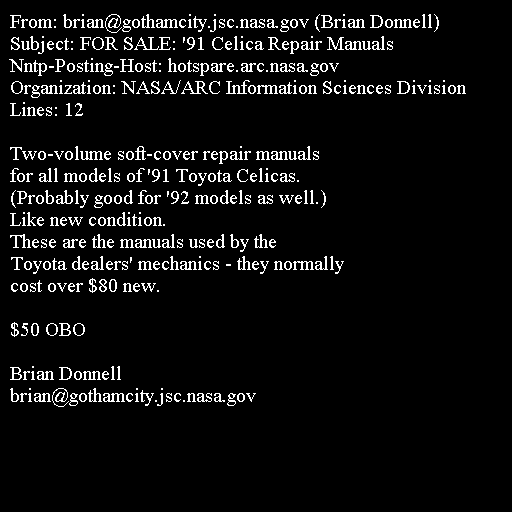 From: brian@gothamcity.jsc.nasa.gov (Brian Donnell)
Subject: FOR SALE: '91 Celica Repair Manuals
Nntp-Posting-Host: hotspare.arc.nasa.gov
Organization: NASA/ARC Information Sciences Division
Lines: 12

Two-volume soft-cover repair manuals
for all models of '91 Toyota Celicas.
(Probably good for '92 models as well.)
Like new condition.
These are the manuals used by the
Toyota dealers' mechanics - they normally
cost over $80 new.

$50 OBO

Brian Donnell
brian@gothamcity.jsc.nasa.gov